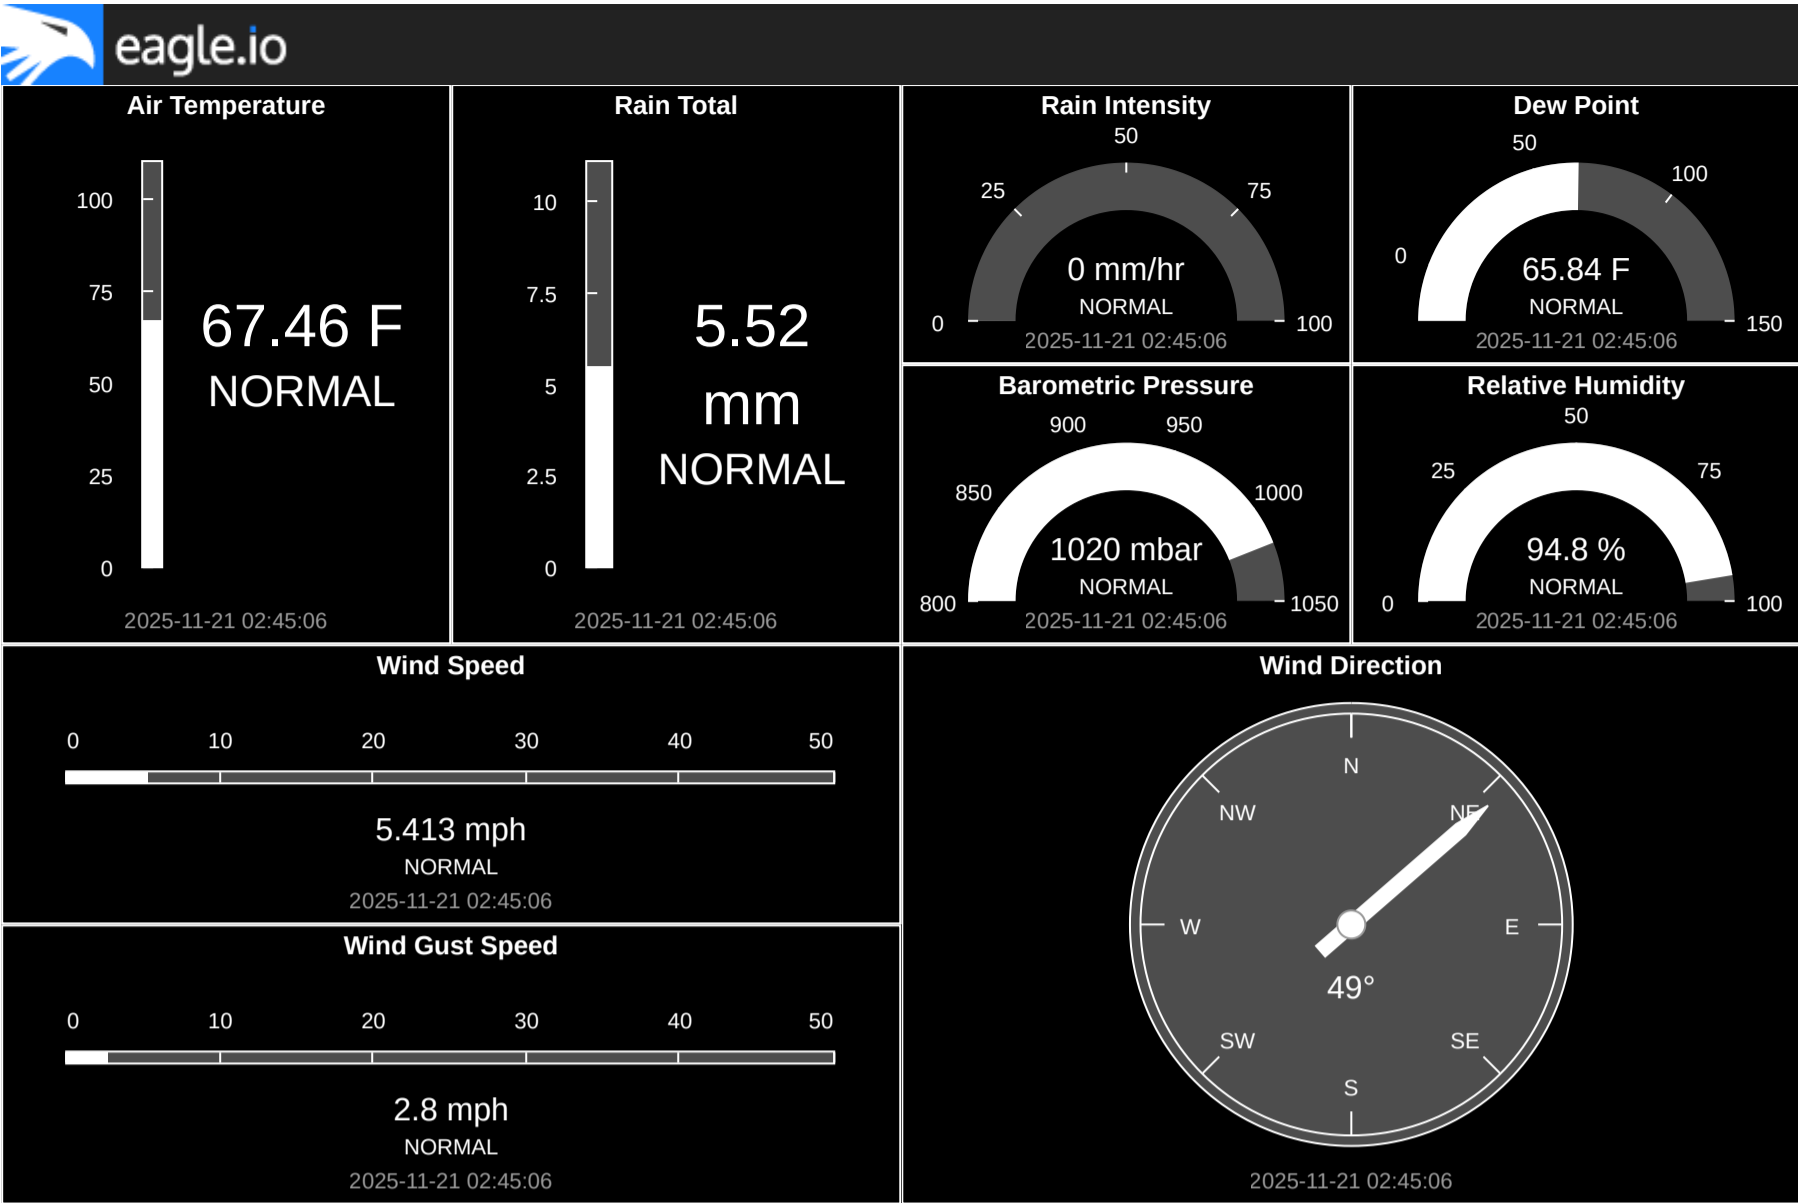 eagle.io
Air Temperature
100
75
50
25
0
67.46 F
NORMAL
2025-11-21 02:45:06
Rain Total
10
7.5
5
2.5
0
5.52
mm
NORMAL
2025-11-21 02:45:06
Rain Intensity
50
25
75
0
100
0 mm/hr
NORMAL
2025-11-21 02:45:06
Dew Point
50
100
0
150
65.84 F
NORMAL
2025-11-21 02:45:06
Barometric Pressure
900
950
850
1000
800
1050
1020 mbar
NORMAL
2025-11-21 02:45:06
Relative Humidity
50
25
75
0
100
94.8 %
NORMAL
2025-11-21 02:45:06
Wind Speed
0 10 20 30 40 50
5.413 mph
NORMAL
2025-11-21 02:45:06
Wind Gust Speed
0 10 20 30 40 50
2.8 mph
NORMAL
2025-11-21 02:45:06
Wind Direction
N
NW
NE
W
E
49°
SW
SE
S
2025-11-21 02:45:06